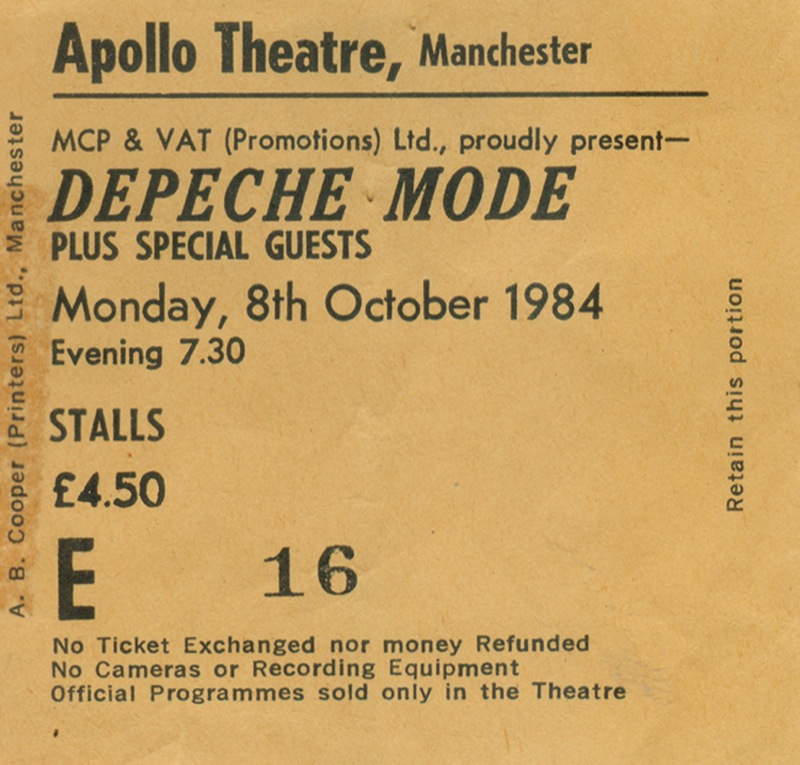 Apollo Theatre, Manchester
MCP & VAT (Promotions) Ltd., proudly present—
DEPECHE MODE
PLUS SPECIAL GUESTS
Monday, 8th October 1984
Evening 7.30
STALLS
£4.50
E 16
No Ticket Exchanged nor money Refunded
No Cameras or Recording Equipment
Official Programmes sold only in the Theatre
A. B. Cooper (Printers) Ltd., Manchester
Retain this portion